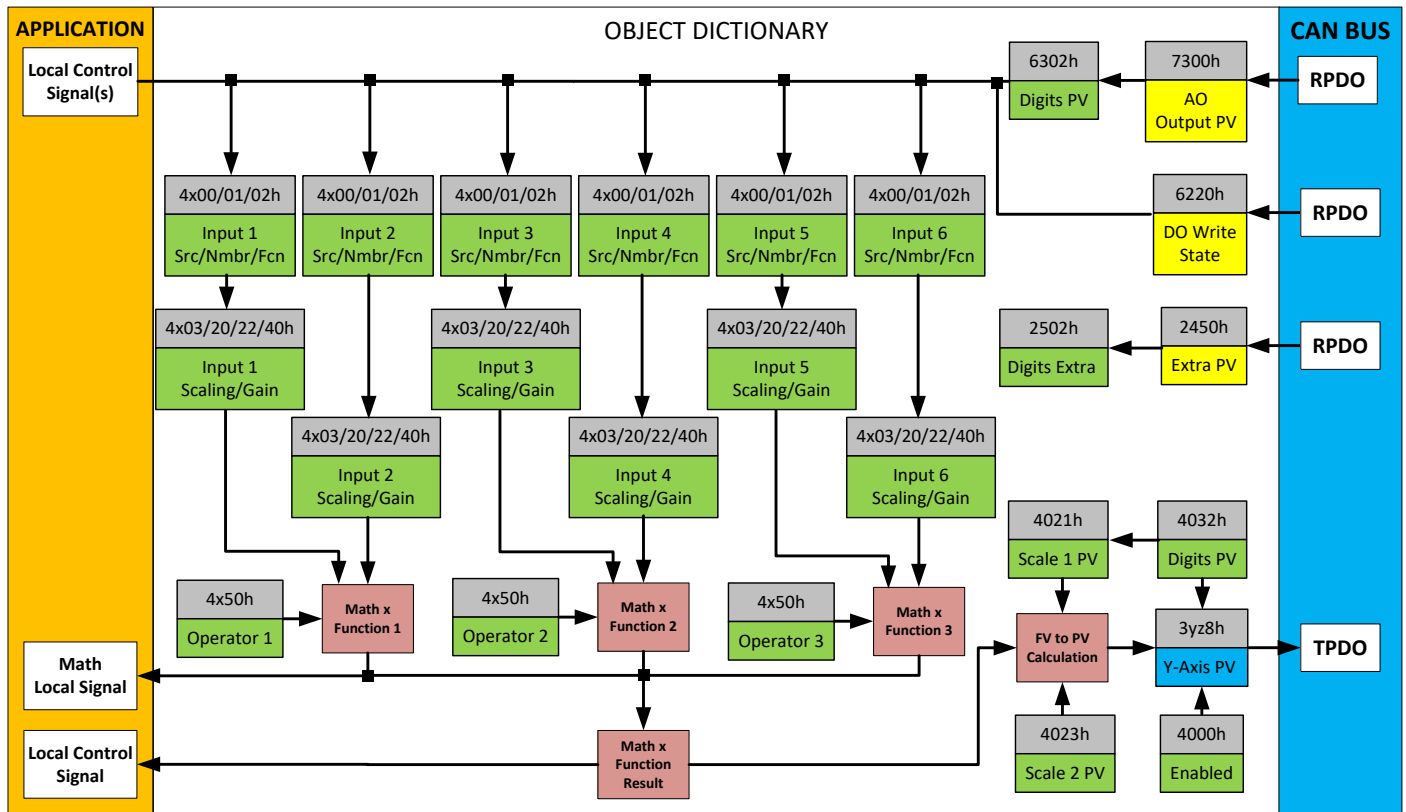 APPLICATION
OBJECT DICTIONARY
CAN BUS
Local Control
Signal(s)
6302h
Digits PV
7300h
AO
Output PV
RPDO
4x00/01/02h
Input 1
Src/Nmbr/Fcn
4x00/01/02h
Input 2
Src/Nmbr/Fcn
4x00/01/02h
Input 3
Src/Nmbr/Fcn
4x00/01/02h
Input 4
Src/Nmbr/Fcn
4x00/01/02h
Input 5
Src/Nmbr/Fcn
4x00/01/02h
Input 6
Src/Nmbr/Fcn
6220h
DO Write
State
RPDO
4x03/20/22/40h
Input 1
Scaling/Gain
4x03/20/22/40h
Input 3
Scaling/Gain
4x03/20/22/40h
Input 5
Scaling/Gain
2502h
Digits Extra
2450h
Extra PV
RPDO
4x03/20/22/40h
Input 2
Scaling/Gain
4x03/20/22/40h
Input 4
Scaling/Gain
4x03/20/22/40h
Input 6
Scaling/Gain
4021h
Scale 1 PV
4032h
Digits PV
4x50h
Operator 1
Math x
Function 1
4x50h
Operator 2
Math x
Function 2
4x50h
Operator 3
Math x
Function 3
FV to PV
Calculation
3yz8h
Y-Axis PV
TPDO
Math
Local Signal
Local Control
Signal
Math x
Function
Result
4023h
Scale 2 PV
4000h
Enabled